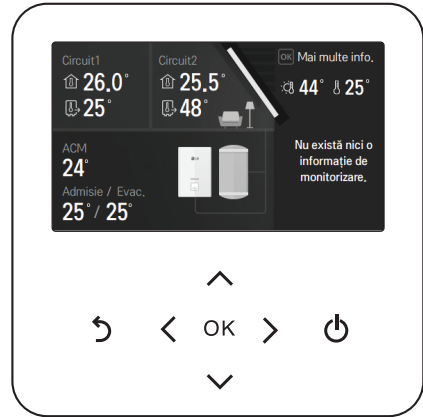 Circuit1
26.0°
25°
Circuit2
25.5°
48°
OK Mai multe info.
44° 25°
ACM
24°
Admisie / Evac.
25° / 25°
LG
Nu există nici o
informație de
monitorizare.
OK